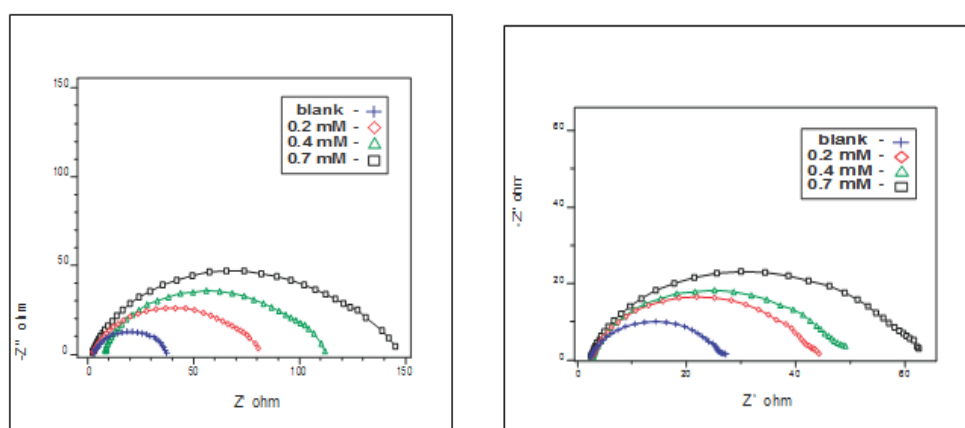 150
100
50
0
-Z'' ohm
blank -
0.2 mM -
0.4 mM -
0.7 mM -
0 50 100 150
Z' ohm
60
40
20
0
-Z' ohm
blank -
0.2 mM -
0.4 mM -
0.7 mM -
0 20 40 60
Z' ohm